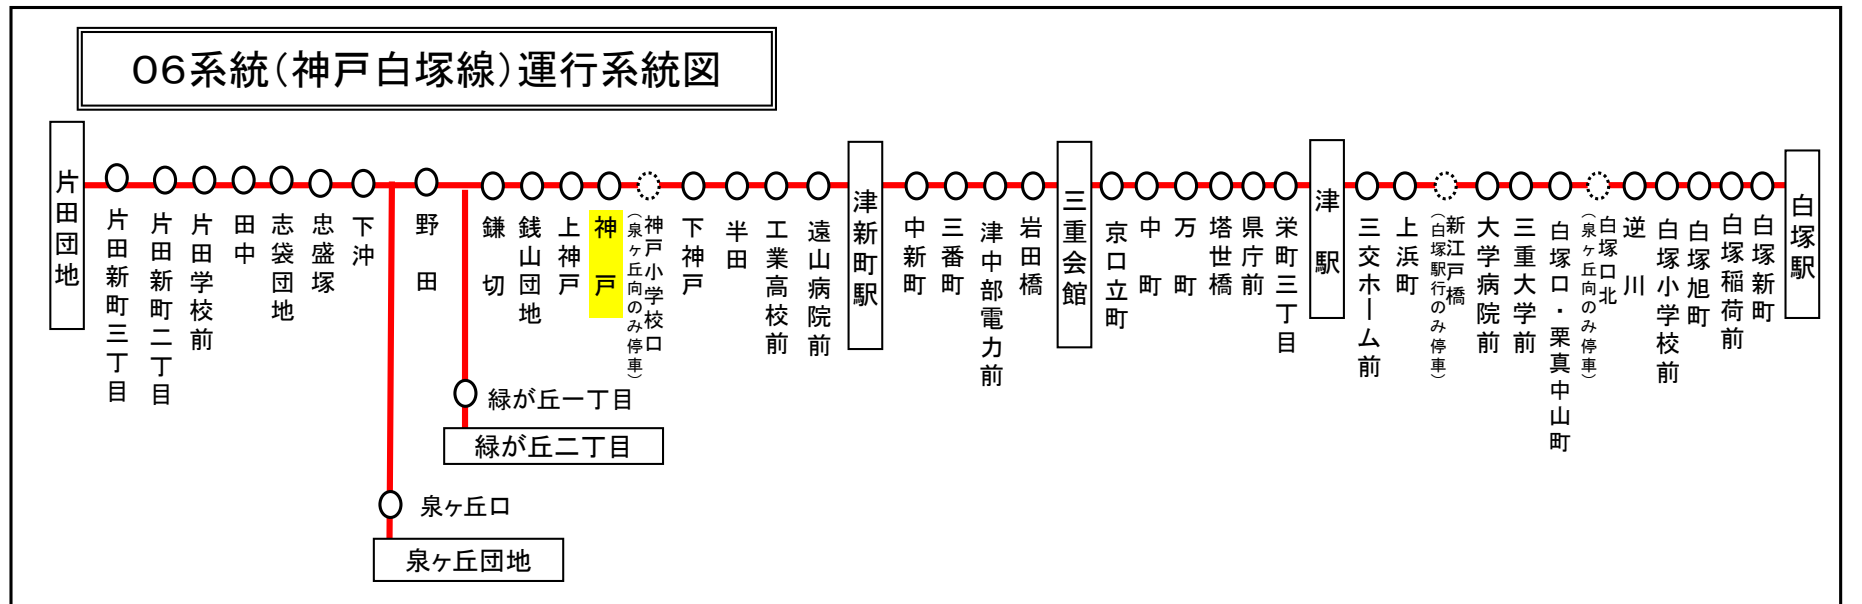 06系統(神戸白塚線)運行系統図
片田団地
片田新町三丁目
片田新町二丁目
片田学校前
田中
志袋団地
忠盛塚
下沖
野田
鎌切
銭山団地
上神戸
神戸
神戸小学校口
(泉ヶ丘向のみ停車)
下神戸
半田
工業高校前
遠山病院前
津新町駅
中新町
三番町
津中部電力前
岩田橋
三重会館
京口立町
中町
万町
塔世橋
県庁前
栄町三丁目
津駅
三交ホーム前
上浜町
新江戸橋
(白塚駅行のみ停車)
大学病院前
三重大学前
白塚口・栗真中山町
白塚口北
(泉ヶ丘向のみ停車)
逆川
白塚小学校前
白塚旭町
白塚稲荷前
白塚新町
白塚駅
緑が丘一丁目
緑が丘二丁目
泉ヶ丘口
泉ヶ丘団地